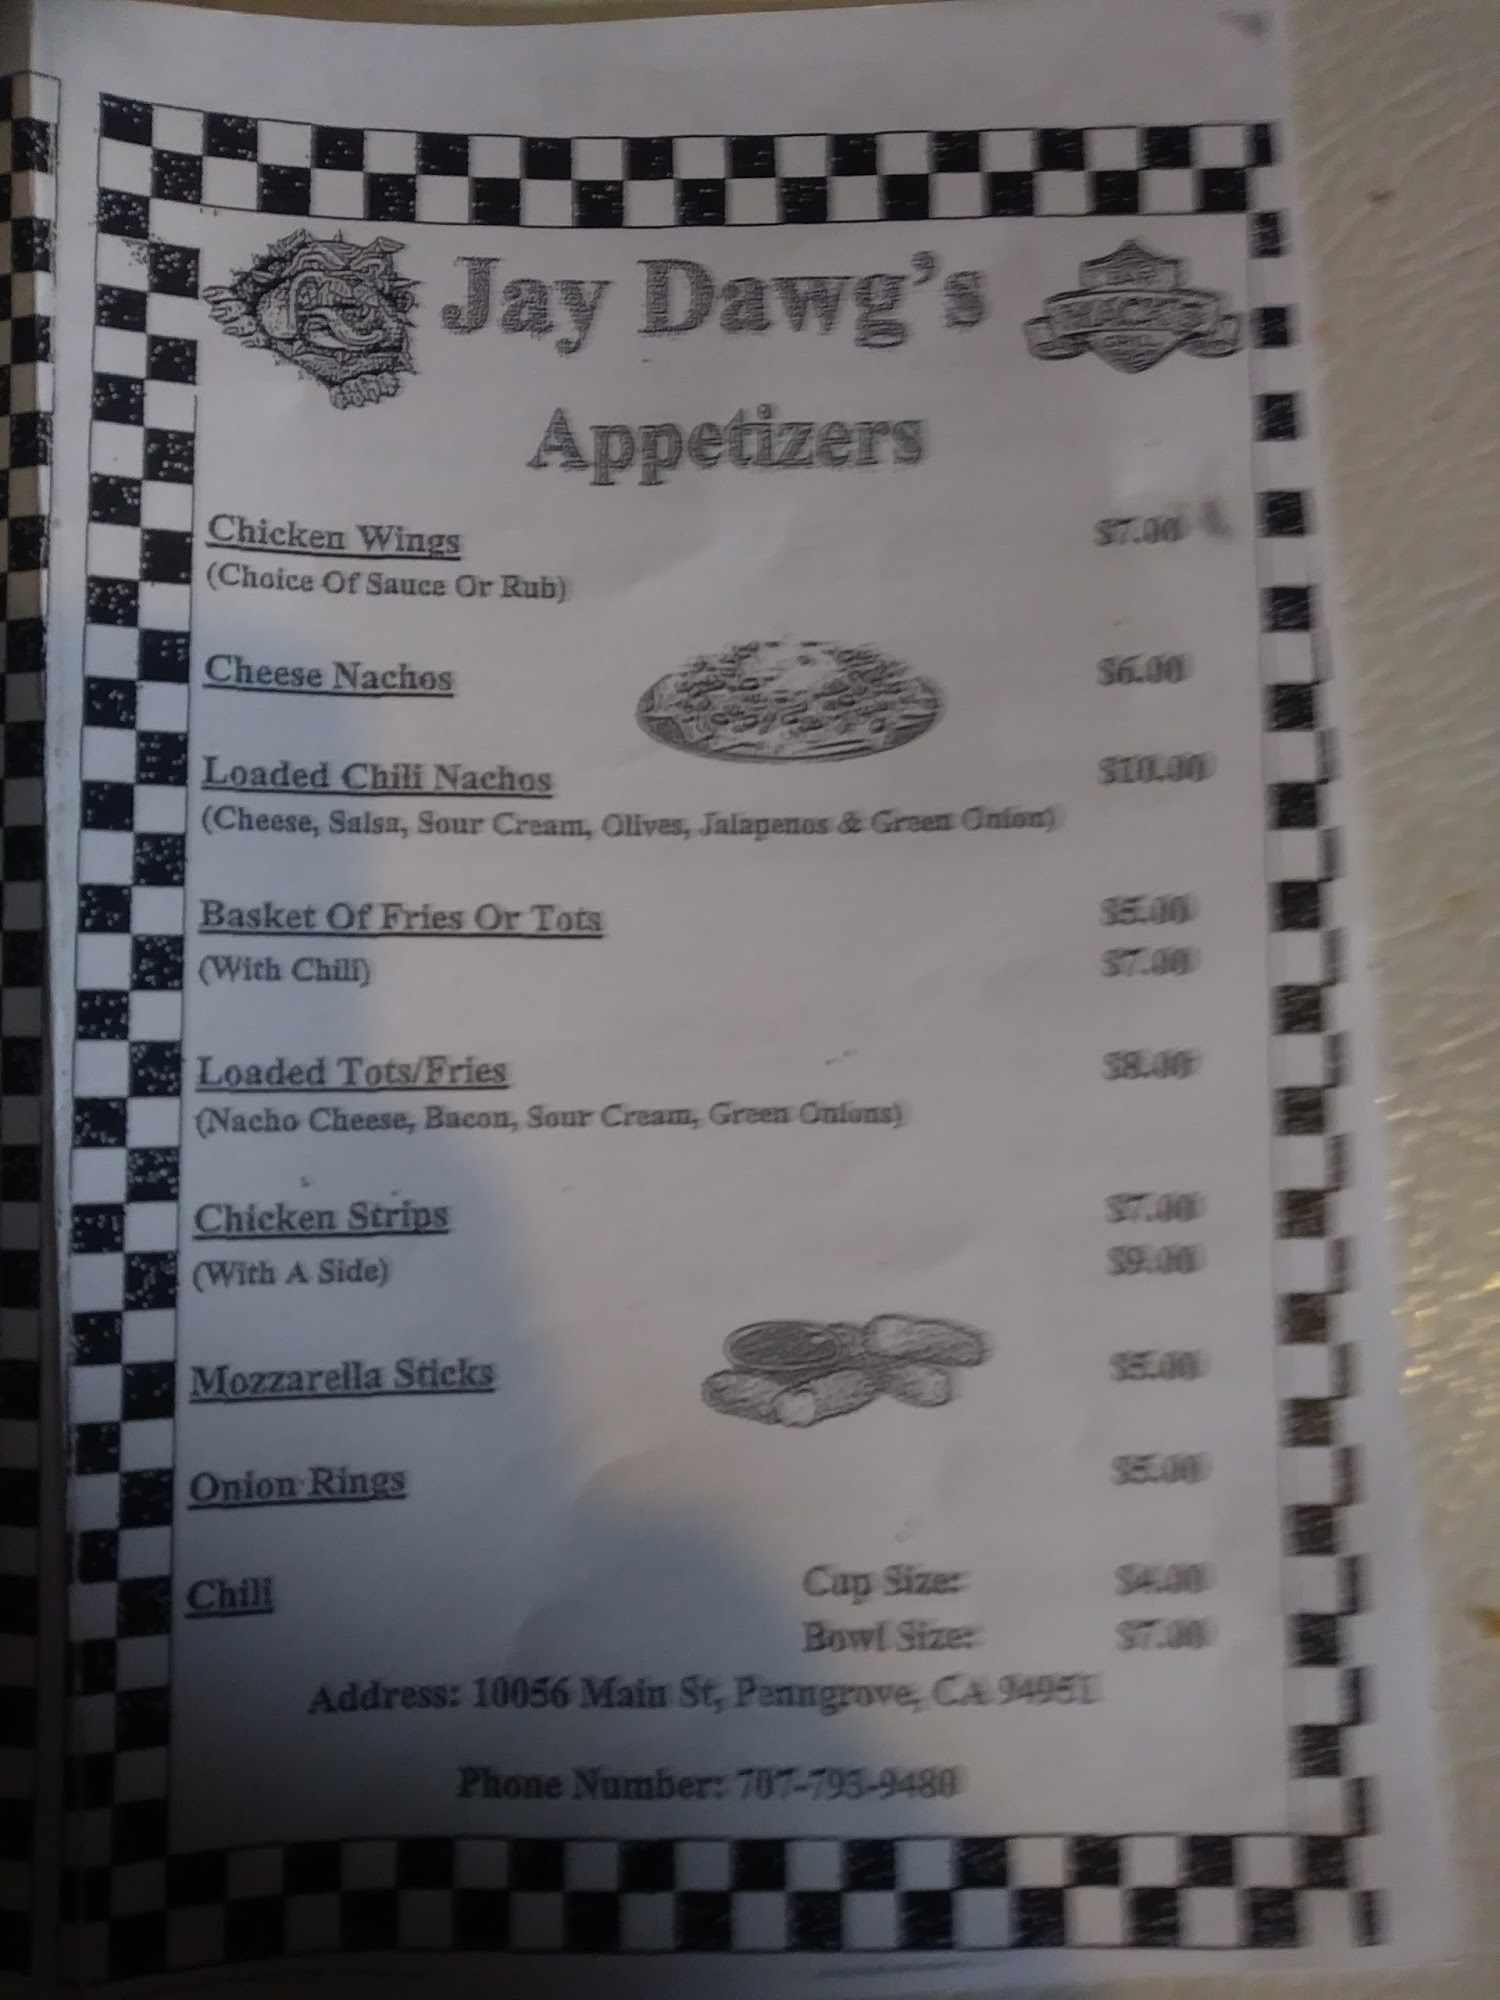 Jay Dawg's
BAR
GRILL
Appetizers
Chicken Wings $7.00
(Choice Of Sauce Or Rub)
Cheese Nachos $6.00
Loaded Chili Nachos $10.00
(Cheese, Salsa, Sour Cream, Olives, Jalapenos & Green Onion)
Basket Of Fries Or Tots $5.00
(With Chili) $7.00
Loaded Tots/Fries $8.00
(Nacho Cheese, Bacon, Sour Cream, Green Onions)
Chicken Strips $7.00
(With A Side) $9.00
Mozzarella Sticks $5.00
Onion Rings $5.00
Chili Cup Size: $4.00
Bowl Size: $7.00
Address: 10056 Main St, Penngrove, CA 94951
Phone Number: 707-793-9480